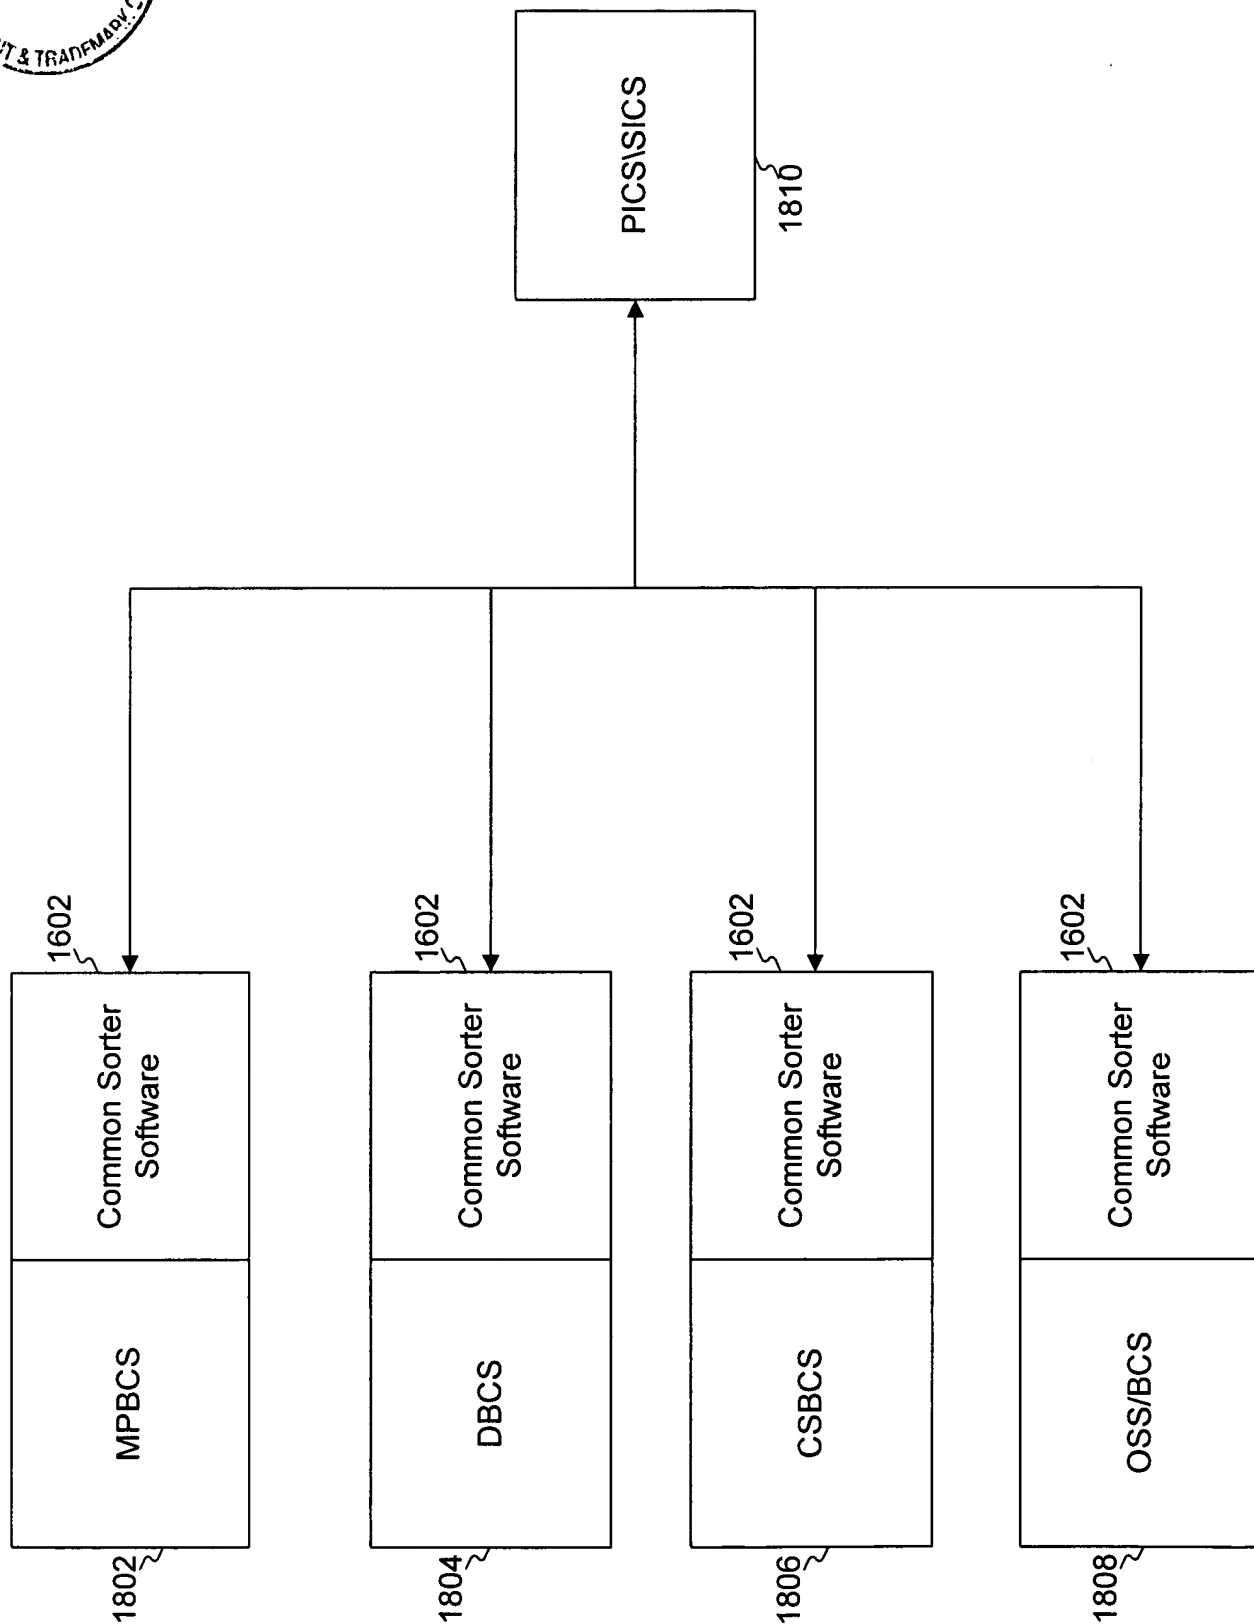 1802
MPBCS
Common Sorter
Software
1602
1804
DBCS
Common Sorter
Software
1602
1806
CSBCS
Common Sorter
Software
1602
1808
OSS/BCS
Common Sorter
Software
1602
PICS\SICS
1810
& TRADEMARK